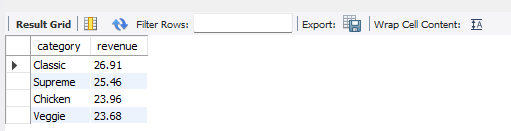 Result Grid Filter Rows: Export: Wrap Cell Content: IA
category revenue
Classic 26.91
Supreme 25.46
Chicken 23.96
Veggie 23.68